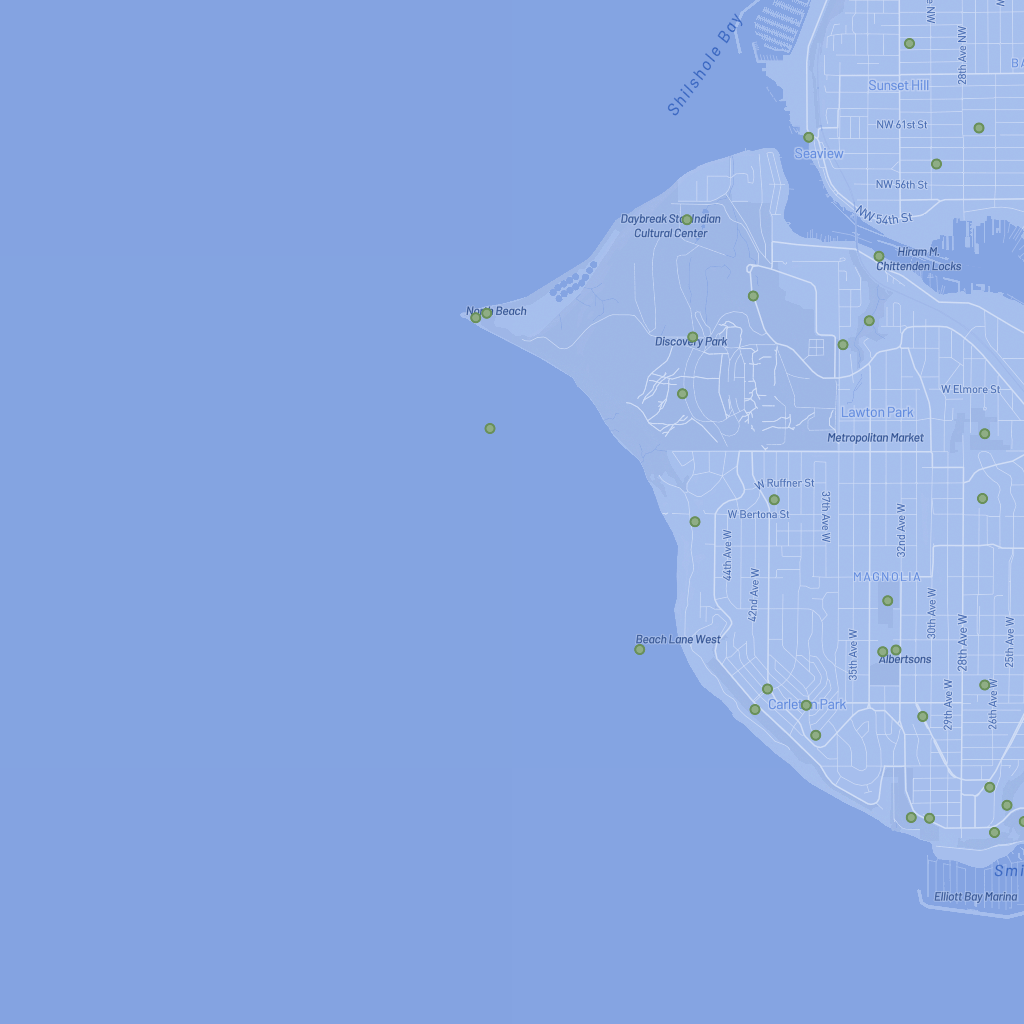 Shilshole Bay
28th Ave NW
Sunset Hill
NW 61st St
Seaview
NW 56th St
NW 54th St
Daybreak Star Indian
Cultural Center
Hiram M.
Chittenden Locks
North Beach
Discovery Park
W Elmore St
Lawton Park
Metropolitan Market
W Ruffner St
W Bertona St
37th Ave W
32nd Ave W
44th Ave W
42nd Ave W
MAGNOLIA
30th Ave W
28th Ave W
25th Ave W
35th Ave W
Beach Lane West
Albertsons
29th Ave W
26th Ave W
Carleton Park
Smi
Elliott Bay Marina